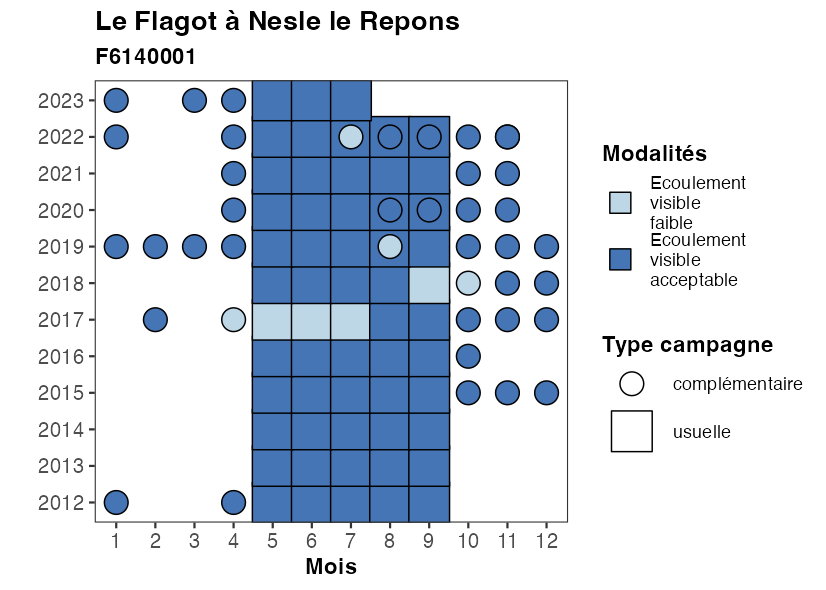 Le Flagot à Nesle le Repons
F6140001
2023
2022
2021
2020
2019
2018
2017
2016
2015
2014
2013
2012
1 2 3 4 5 6 7 8 9 10 11 12
Mois
Modalités
Ecoulement
visible
faible
Ecoulement
visible
acceptable
Type campagne
complémentaire
usuelle